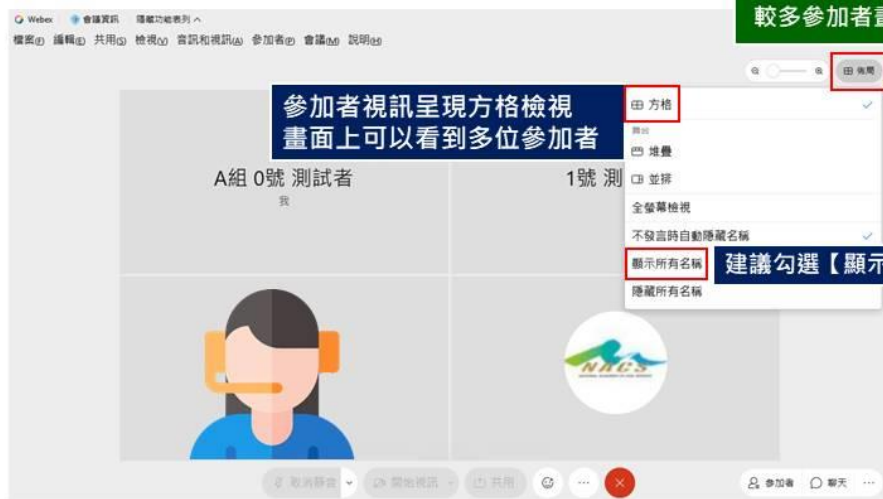 較多參加者畫
Webex 會議資訊 隱藏功能表列
檔案(F) 編輯(E) 共用(S) 檢視(V) 音訊和視訊(A) 參加者(P) 會議(M) 說明(H)
佈局
參加者視訊呈現方格檢視
畫面上可以看到多位參加者
方格
舞台
堆疊
並排
全螢幕檢視
不發言時自動隱藏名稱
顯示所有名稱
建議勾選【顯示
隱藏所有名稱
A組 0號 測試者
我
1號 測
NACS
取消靜音 開始視訊 共用 ... 參加者 聊天 ...